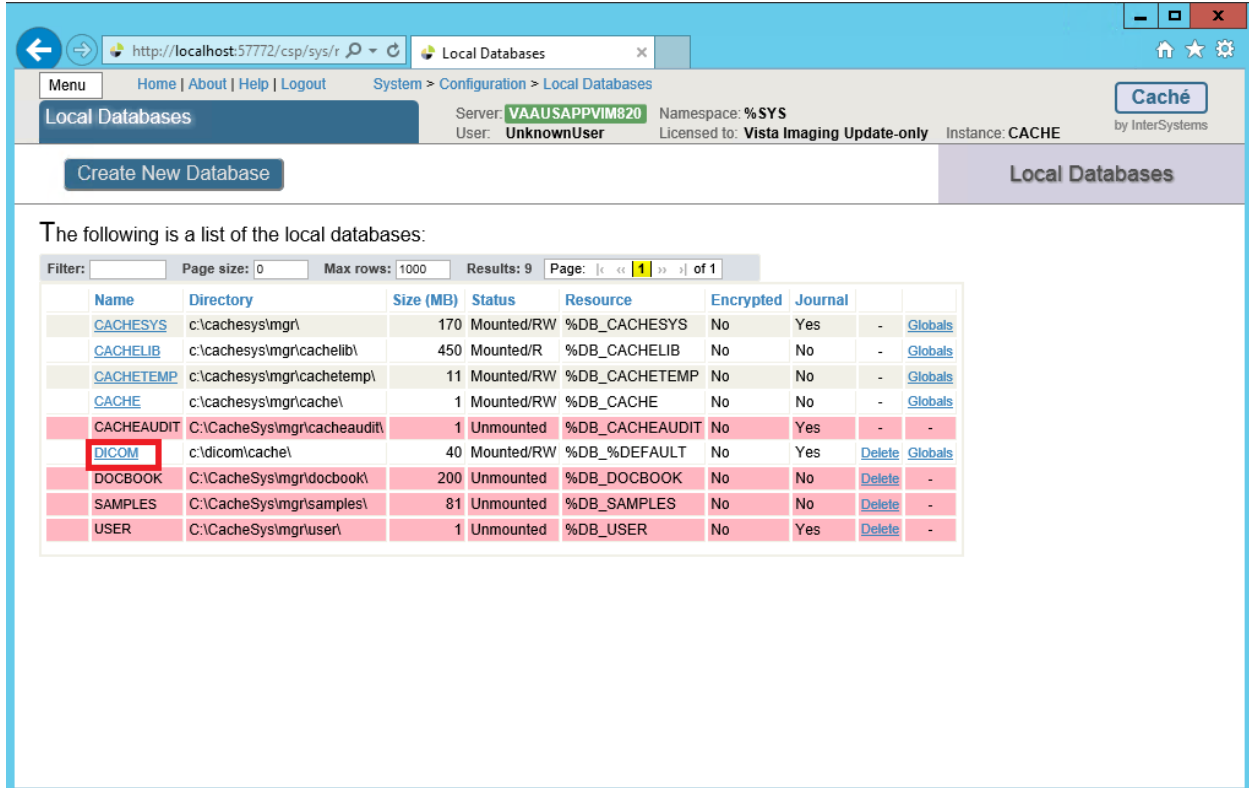 http://localhost:57772/csp/sys/r
Local Databases
Menu Home | About | Help | Logout System > Configuration > Local Databases
Local Databases
Server: VAAUSAPPVIM820 Namespace: %SYS
User: UnknownUser Licensed to: Vista Imaging Update-only Instance: CACHE
Caché
by InterSystems
Create New Database
Local Databases
The following is a list of the local databases:
Filter: Page size: 0 Max rows: 1000 Results: 9 Page: |‹ ‹‹ 1 ›› ›| of 1
Name Directory Size (MB) Status Resource Encrypted Journal
CACHESYS c:\cachesys\mgr\ 170 Mounted/RW %DB_CACHESYS No Yes - Globals
CACHELIB c:\cachesys\mgr\cachelib\ 450 Mounted/R %DB_CACHELIB No No - Globals
CACHETEMP c:\cachesys\mgr\cachetemp\ 11 Mounted/RW %DB_CACHETEMP No No - Globals
CACHE c:\cachesys\mgr\cache\ 1 Mounted/RW %DB_CACHE No No - Globals
CACHEAUDIT C:\CacheSys\mgr\cacheaudit\ 1 Unmounted %DB_CACHEAUDIT No Yes - -
DICOM c:\dicom\cache\ 40 Mounted/RW %DB_%DEFAULT No Yes Delete Globals
DOCBOOK C:\CacheSys\mgr\docbook\ 200 Unmounted %DB_DOCBOOK No No Delete -
SAMPLES C:\CacheSys\mgr\samples\ 81 Unmounted %DB_SAMPLES No No Delete -
USER C:\CacheSys\mgr\user\ 1 Unmounted %DB_USER No Yes Delete -